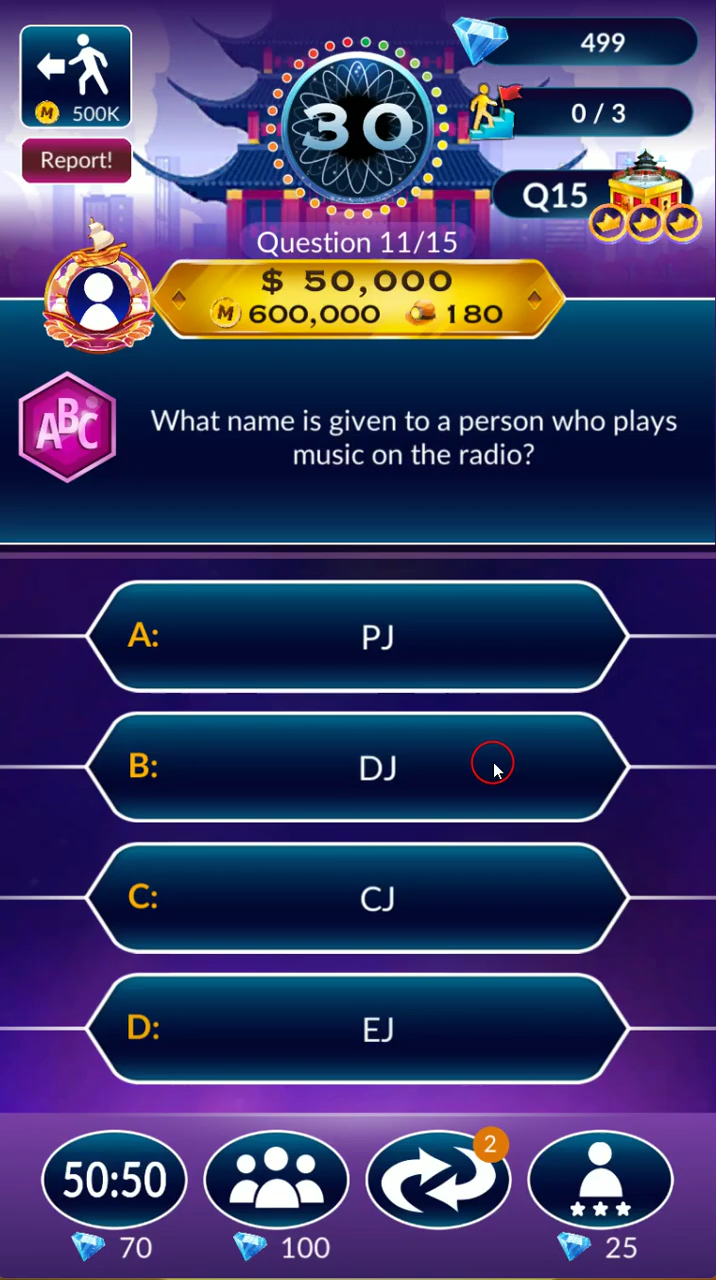 500K
Report!
30
499
0 / 3
Q15
Question 11/15
$ 50,000
M 600,000 180
ABC
What name is given to a person who plays
music on the radio?
A: PJ
B: DJ
C: CJ
D: EJ
50:50
2
70
100
25